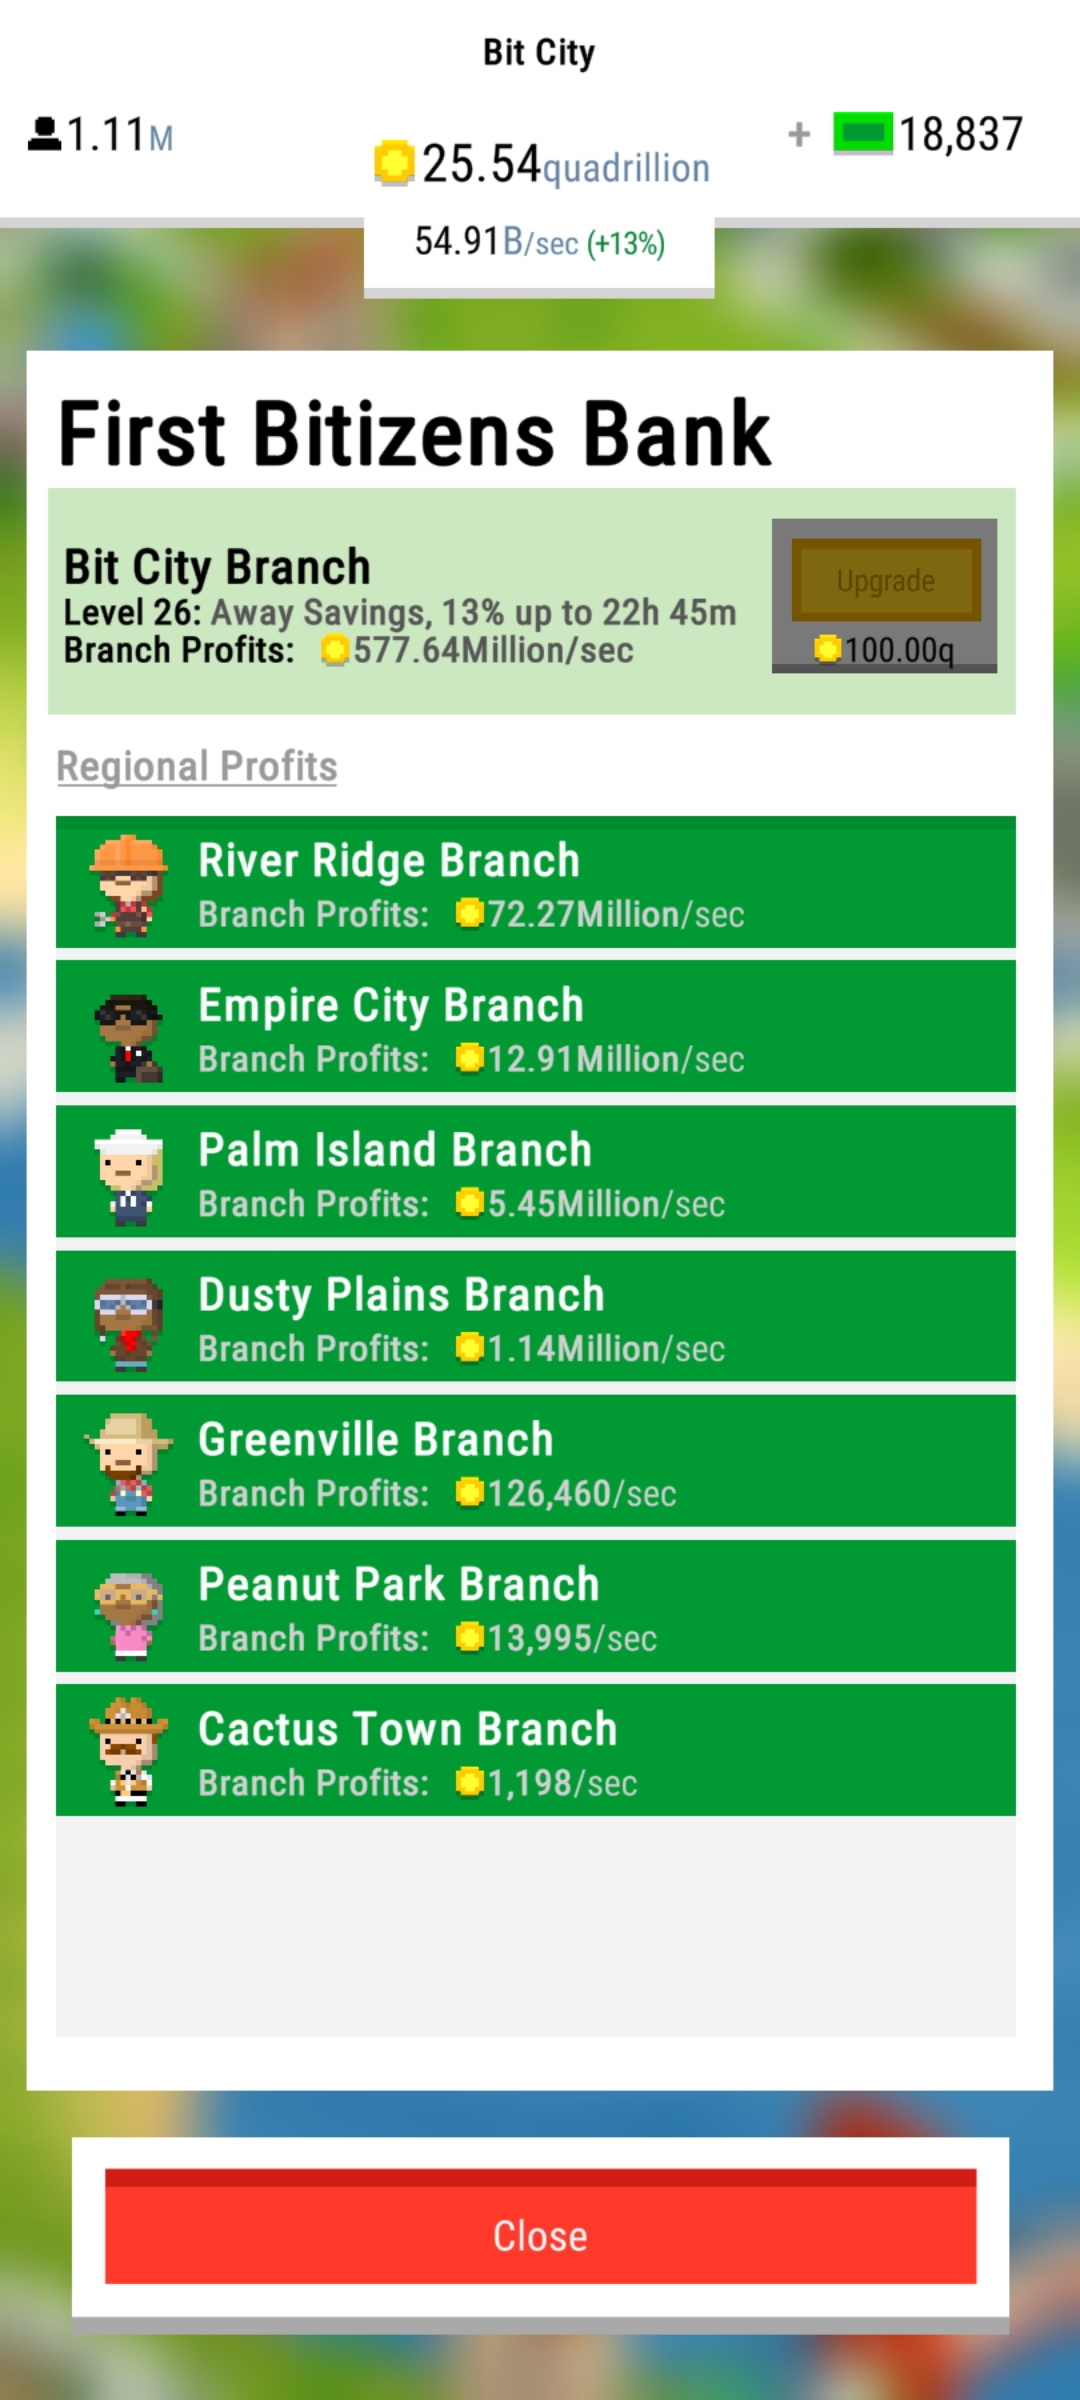 Bit City
1.11M
25.54quadrillion
+ 18,837
54.91B/sec (+13%)
First Bitizens Bank
Bit City Branch
Level 26: Away Savings, 13% up to 22h 45m
Branch Profits: 577.64Million/sec
Upgrade
100.00q
Regional Profits
River Ridge Branch
Branch Profits: 72.27Million/sec
Empire City Branch
Branch Profits: 12.91Million/sec
Palm Island Branch
Branch Profits: 5.45Million/sec
Dusty Plains Branch
Branch Profits: 1.14Million/sec
Greenville Branch
Branch Profits: 126,460/sec
Peanut Park Branch
Branch Profits: 13,995/sec
Cactus Town Branch
Branch Profits: 1,198/sec
Close